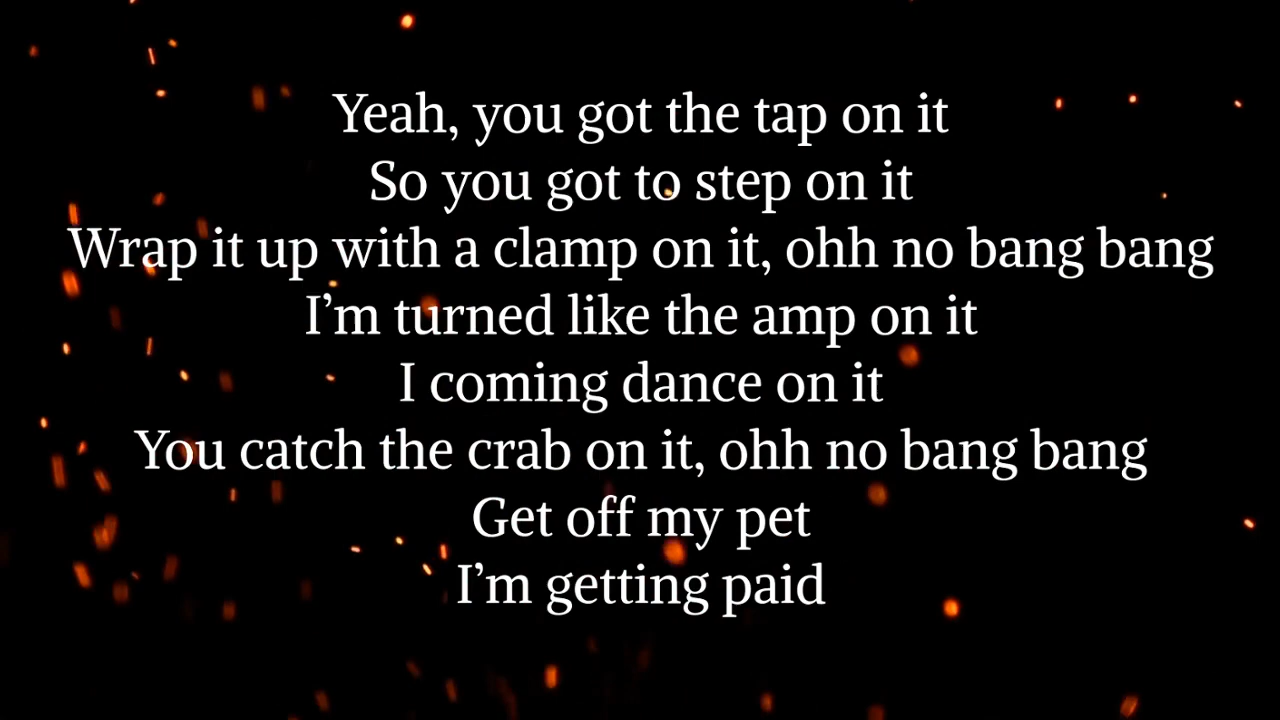 Yeah, you got the tap on it
So you got to step on it
Wrap it up with a clamp on it, ohh no bang bang
I’m turned like the amp on it
I coming dance on it
You catch the crab on it, ohh no bang bang
Get off my pet
I’m getting paid